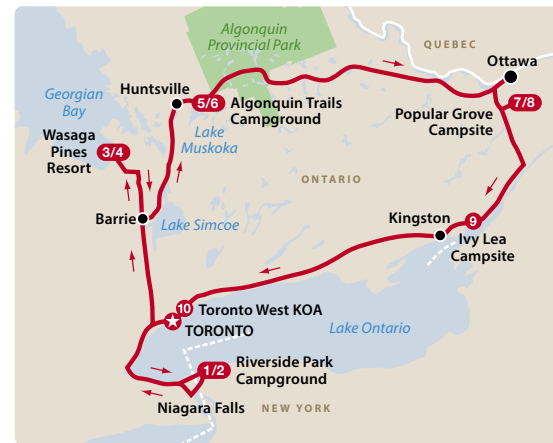 Algonquin
Provincial Park
QUEBEC
Ottawa
Georgian
Bay
Huntsville
5/6
Algonquin Trails
Campground
7/8
Popular Grove
Campsite
Wasaga
Pines
Resort
3/4
Lake
Muskoka
ONTARIO
Barrie
Lake Simcoe
Kingston
9
Ivy Lea
Campsite
10
Toronto West KOA
TORONTO
Lake Ontario
1/2
Riverside Park
Campground
Niagara Falls
NEW YORK